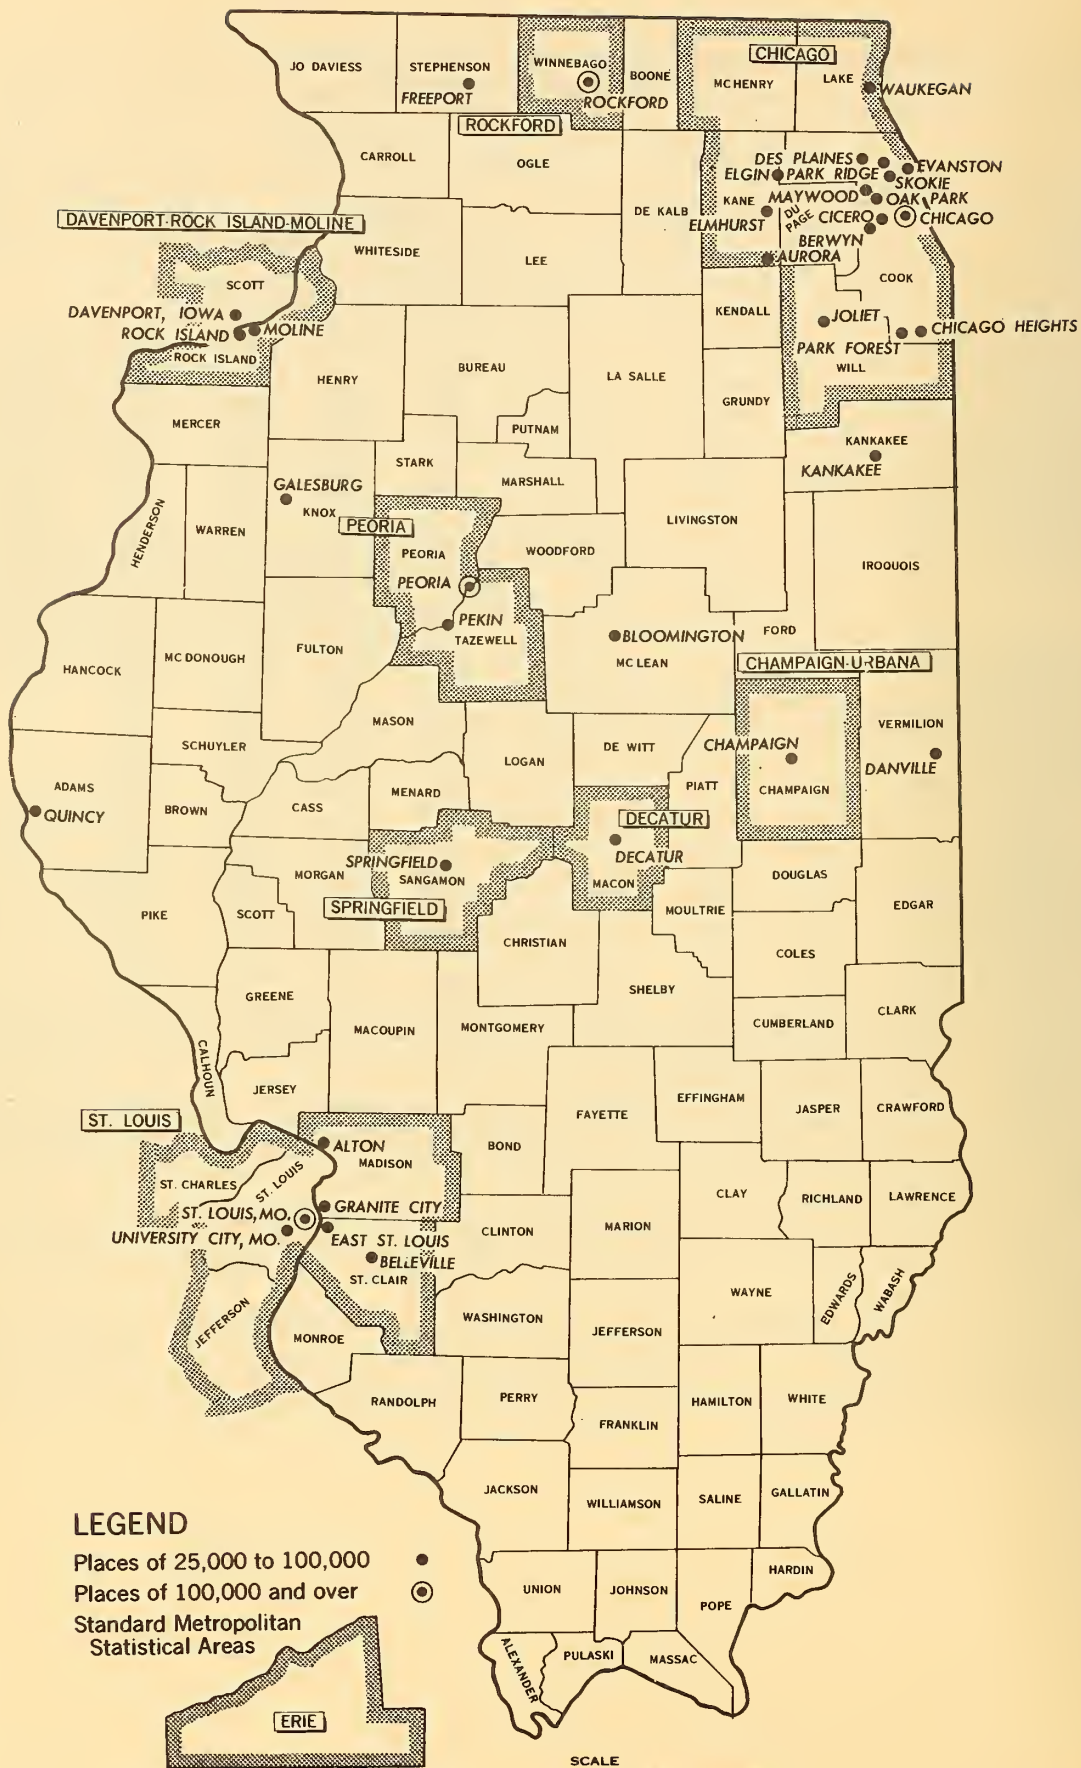 JO DAVIESS
STEPHENSON
FREEPORT
WINNEBAGO
ROCKFORD
BOONE
CHICAGO
MCHENRY
LAKE
WAUKEGAN
ROCKFORD
CARROLL
OGLE
DES PLAINES
EVANSTON
ELGIN
PARK RIDGE
SKOKIE
KANE
MAYWOOD
OAK PARK
DE KALB
DU PAGE
CICERO
CHICAGO
ELMHURST
BERWYN
AURORA
DAVENPORT-ROCK ISLAND-MOLINE
WHITESIDE
LEE
COOK
SCOTT
DAVENPORT, IOWA
ROCK ISLAND
MOLINE
ROCK ISLAND
KENDALL
JOLIET
CHICAGO HEIGHTS
PARK FOREST
WILL
HENRY
BUREAU
LA SALLE
GRUNDY
MERCER
PUTNAM
KANKAKEE
KANKAKEE
STARK
GALESBURG
KNOX
MARSHALL
HENDERSON
WARREN
PEORIA
LIVINGSTON
PEORIA
WOODFORD
IROQUOIS
PEORIA
PEKIN
TAZEWELL
BLOOMINGTON
MC LEAN
FORD
HANCOCK
MC DONOUGH
FULTON
CHAMPAIGN-URBANA
MASON
VERMILION
SCHUYLER
LOGAN
DE WITT
CHAMPAIGN
DANVILLE
ADAMS
QUINCY
BROWN
CASS
MENARD
PIATT
CHAMPAIGN
DECATUR
DECATUR
MACON
SPRINGFIELD
SANGAMON
MORGAN
SPRINGFIELD
DOUGLAS
PIKE
SCOTT
MOULTRIE
EDGAR
CHRISTIAN
COLES
GREENE
SHELBY
MACOUPIN
MONTGOMERY
CUMBERLAND
CLARK
CALHOUN
JERSEY
FAYETTE
EFFINGHAM
JASPER
CRAWFORD
ST. LOUIS
ALTON
MADISON
BOND
ST. CHARLES
ST. LOUIS
CLAY
RICHLAND
LAWRENCE
ST. LOUIS, MO.
GRANITE CITY
UNIVERSITY CITY, MO.
EAST ST. LOUIS
BELLEVILLE
ST. CLAIR
CLINTON
MARION
WAYNE
EDWARDS
WABASH
JEFFERSON
MONROE
WASHINGTON
JEFFERSON
RANDOLPH
PERRY
HAMILTON
WHITE
FRANKLIN
JACKSON
WILLIAMSON
SALINE
GALLATIN
UNION
JOHNSON
POPE
HARDIN
ALEXANDER
PULASKI
MASSAC
LEGEND
Places of 25,000 to 100,000
Places of 100,000 and over
Standard Metropolitan
Statistical Areas
ERIE
SCALE